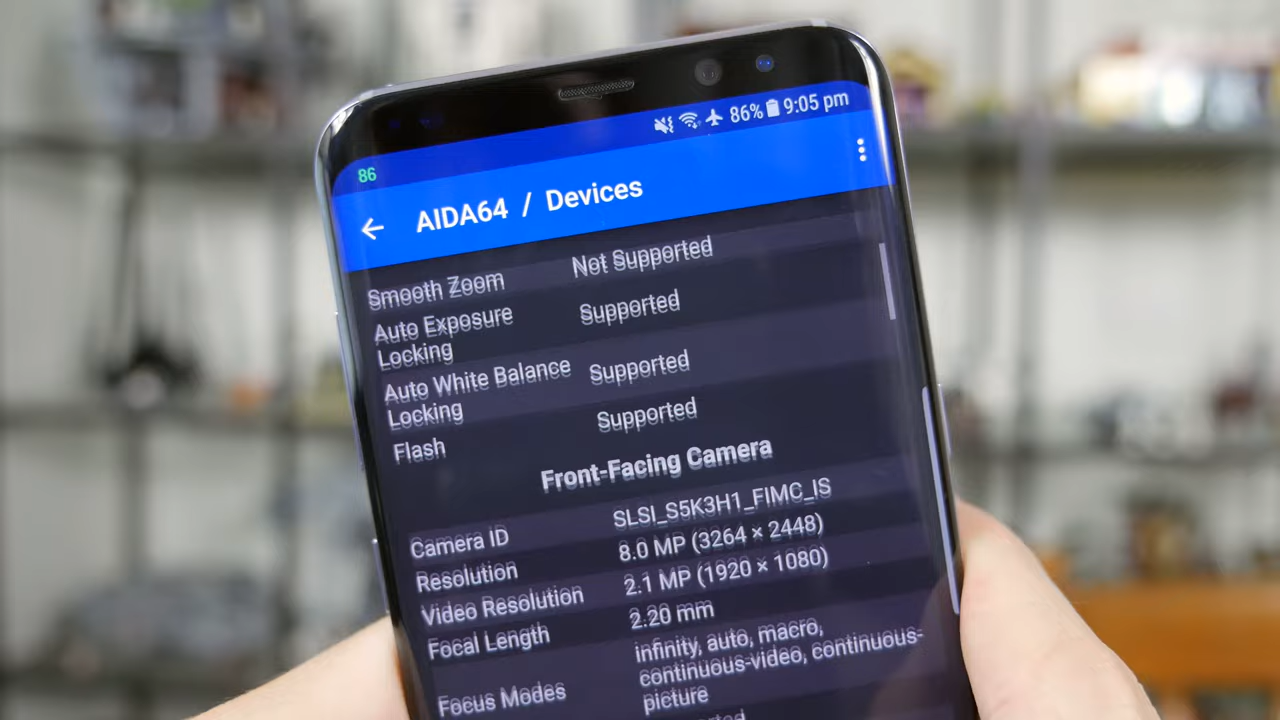 86% 9:05 pm
86
AIDA64 / Devices
Smooth Zoom Not Supported
Auto Exposure Supported
Locking
Auto White Balance Supported
Locking
Flash Supported
Front-Facing Camera
Camera ID SLSI_S5K3H1_FIMC_IS
Resolution 8.0 MP (3264 × 2448)
Video Resolution 2.1 MP (1920 × 1080)
Focal Length 2.20 mm
infinity, auto, macro,
continuous-video, continuous-
Focus Modes picture